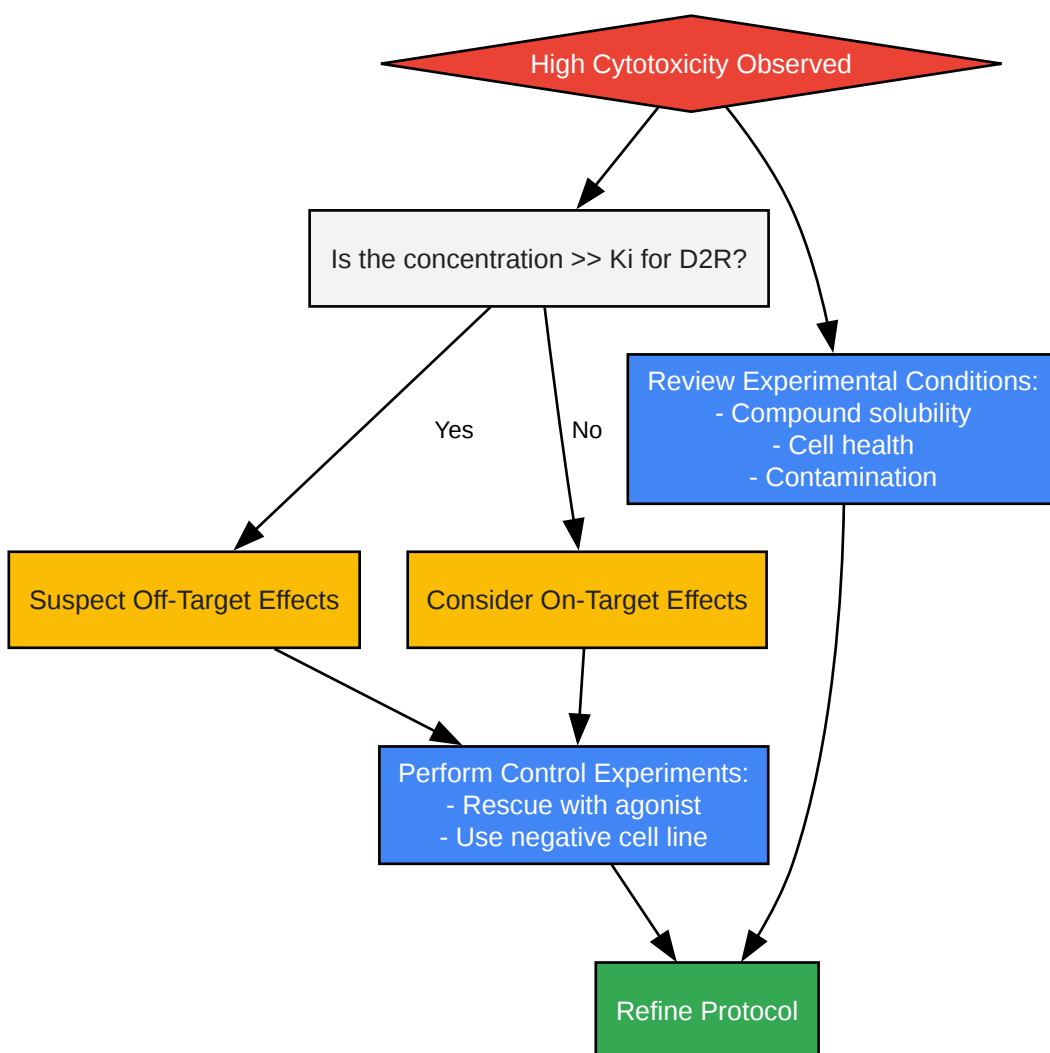 High Cytotoxicity Observed
Is the concentration >> Ki for D2R?
Review Experimental Conditions:
- Compound solubility
- Cell health
- Contamination
Yes
No
Suspect Off-Target Effects
Consider On-Target Effects
Perform Control Experiments:
- Rescue with agonist
- Use negative cell line
Refine Protocol